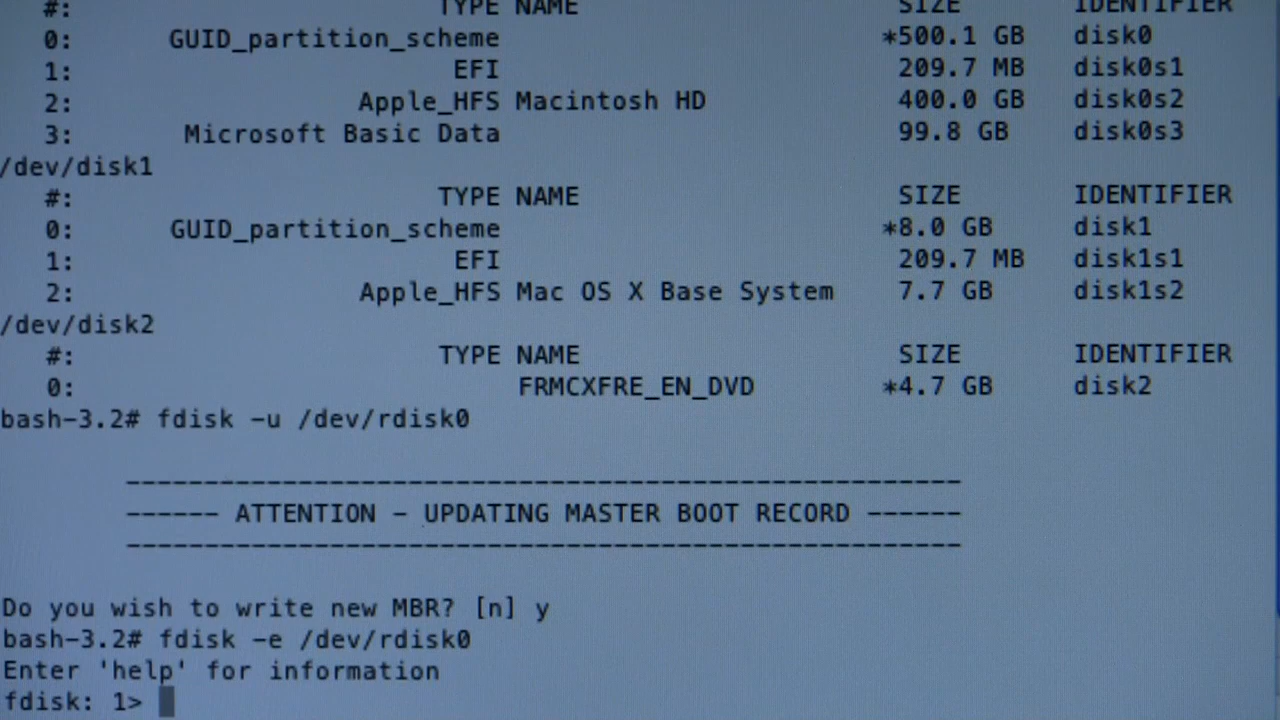 #: TYPE NAME SIZE IDENTIFIER
0: GUID_partition_scheme *500.1 GB disk0
1: EFI 209.7 MB disk0s1
2: Apple_HFS Macintosh HD 400.0 GB disk0s2
3: Microsoft Basic Data 99.8 GB disk0s3
/dev/disk1
#: TYPE NAME SIZE IDENTIFIER
0: GUID_partition_scheme *8.0 GB disk1
1: EFI 209.7 MB disk1s1
2: Apple_HFS Mac OS X Base System 7.7 GB disk1s2
/dev/disk2
#: TYPE NAME SIZE IDENTIFIER
0: FRMCXFRE_EN_DVD *4.7 GB disk2
bash-3.2# fdisk -u /dev/rdisk0
-----------------------------------------------------
------ ATTENTION - UPDATING MASTER BOOT RECORD ------
-----------------------------------------------------
Do you wish to write new MBR? [n] y
bash-3.2# fdisk -e /dev/rdisk0
Enter 'help' for information
fdisk: 1>